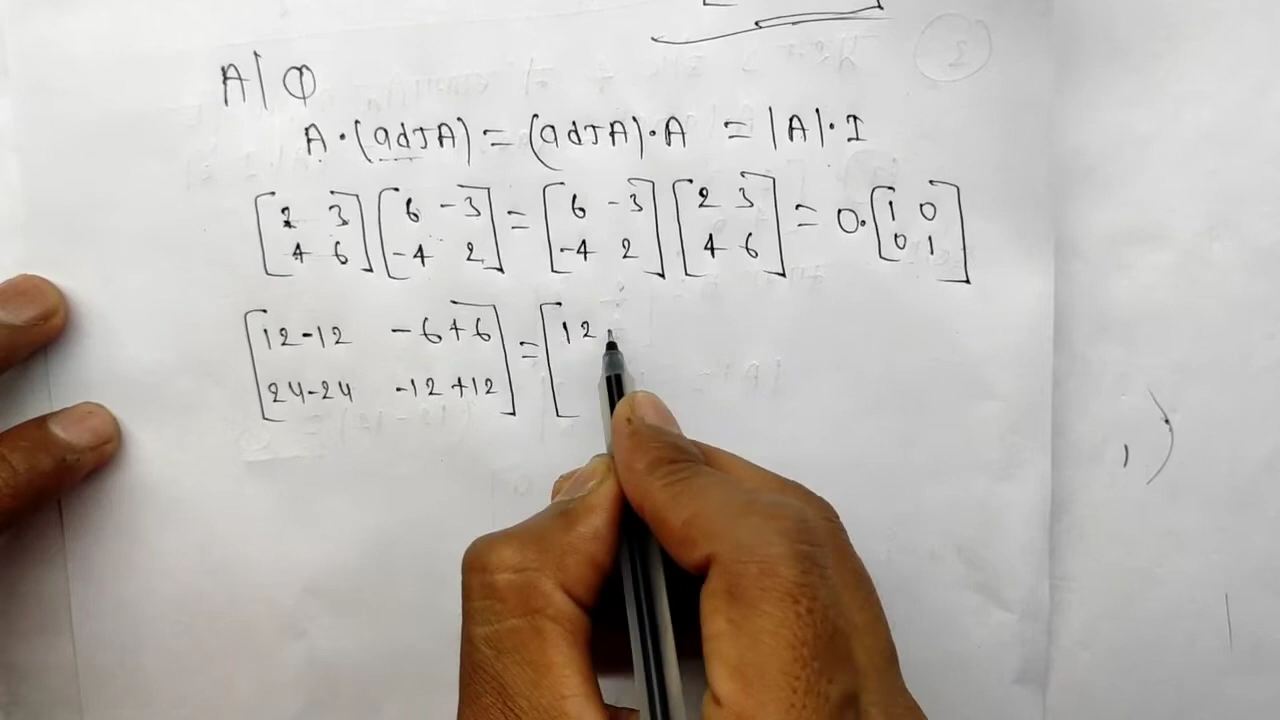 A|Φ
A·(adJA) = (adJA)·A = |A|·I
[2 3 4 6] [6 -3 -4 2] = [6 -3 -4 2] [2 3 4 6] = 0·[1 0 0 1]
[12-12 -6+6 24-24 -12+12] = [12